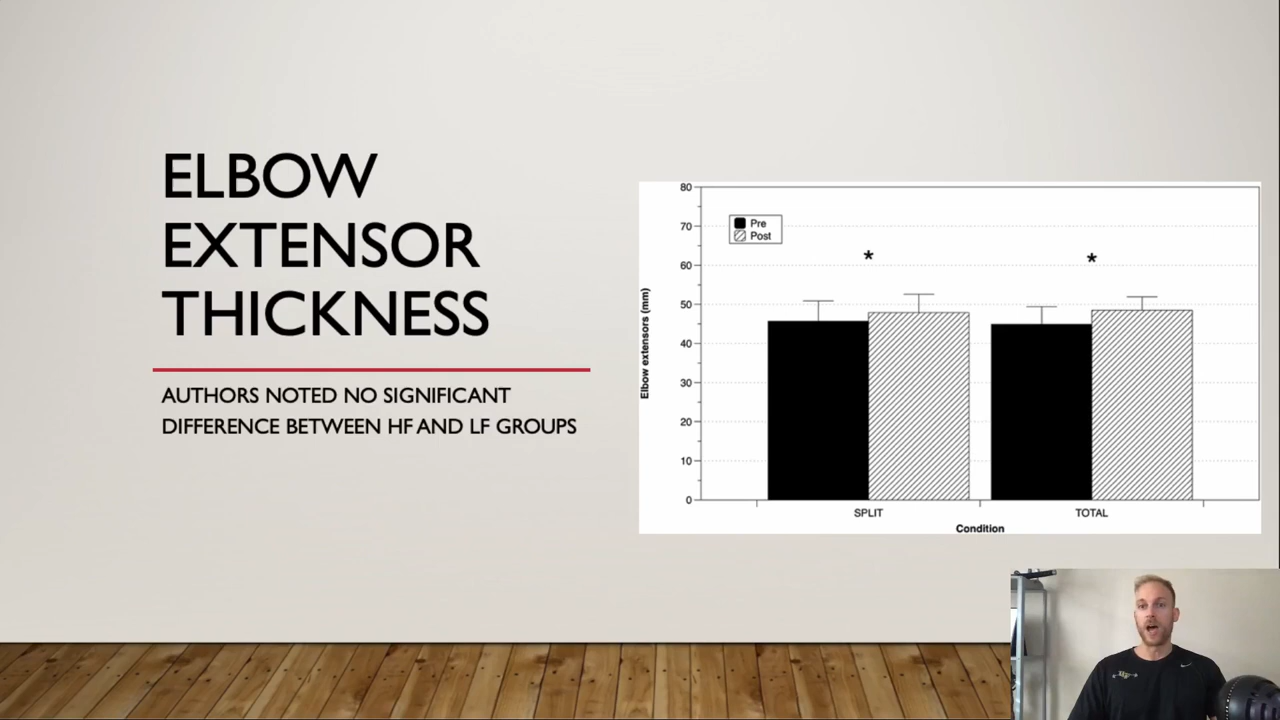 ELBOW
EXTENSOR
THICKNESS
AUTHORS NOTED NO SIGNIFICANT
DIFFERENCE BETWEEN HF AND LF GROUPS
80
70
60
50
40
30
20
10
0
Elbow extensors (mm)
Pre
Post
*
*
SPLIT
TOTAL
Condition